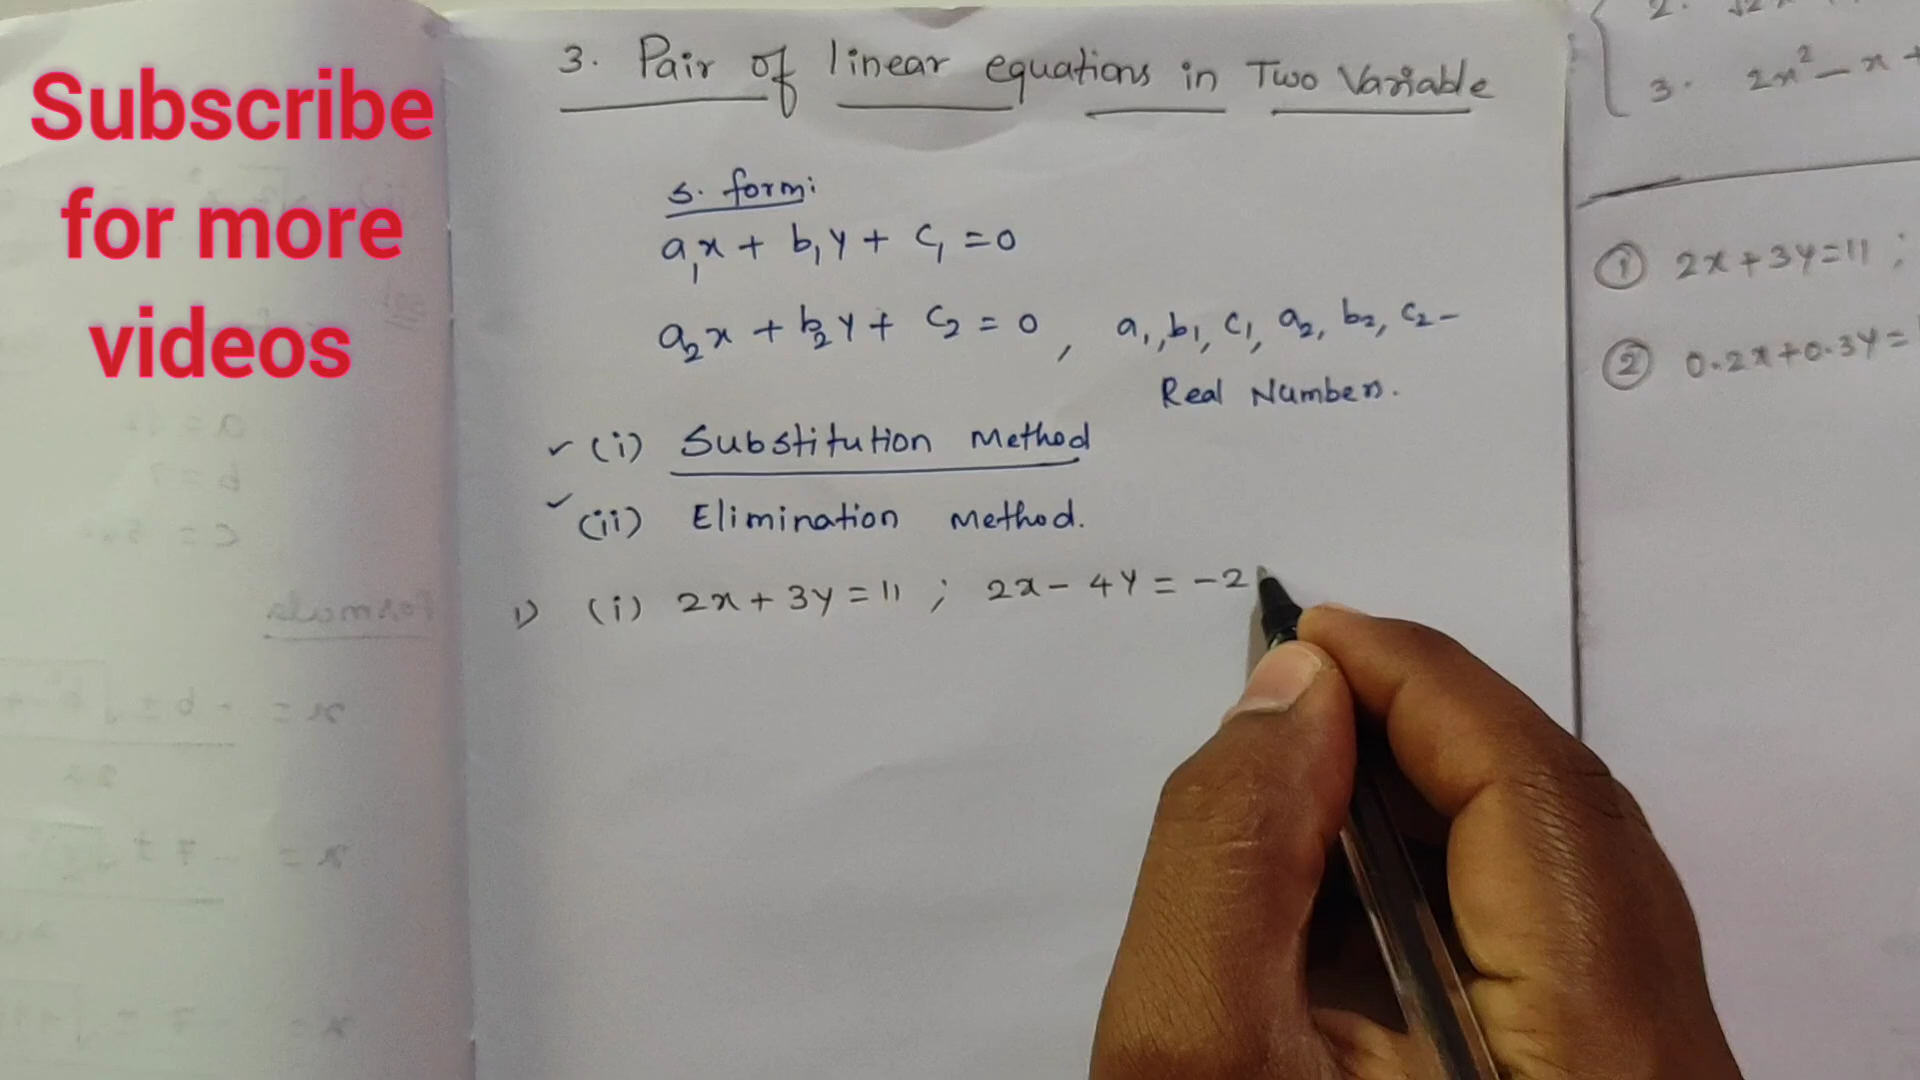 Subscribe
for more
videos
3. Pair of linear equations in Two Variable
s. form:
a₁x + b₁y + c₁ = 0
a₂x + b₂y + c₂ = 0, a₁, b₁, c₁, a₂, b₂, c₂ –
Real Numbers.
✓ (i) Substitution Method
✓ (ii) Elimination Method.
1) (i) 2x + 3y = 11 ; 2x - 4y = -2
3. 2x² - x +
① 2x + 3y = 11 ;
② 0.2x + 0.3y =